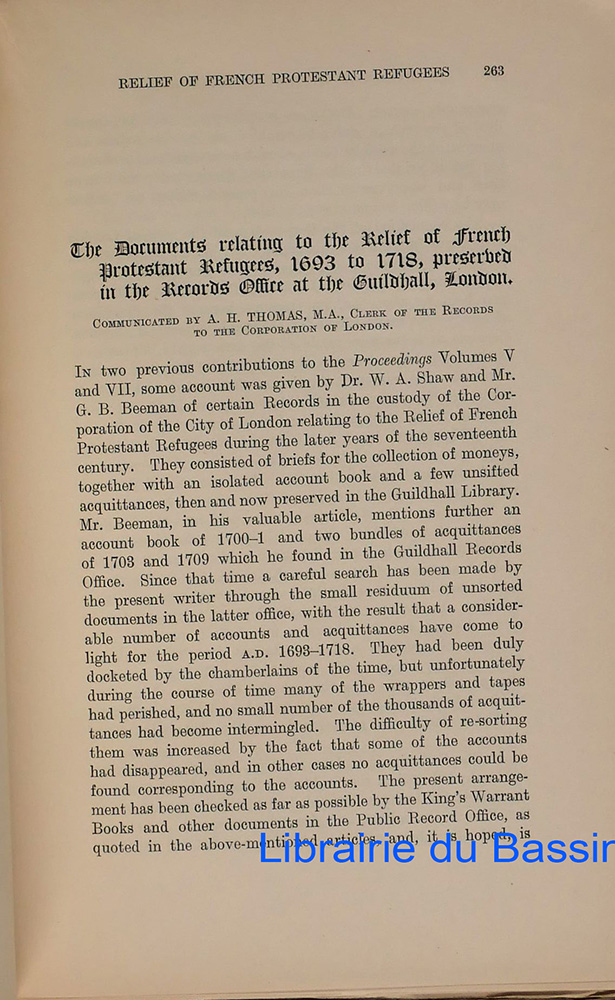 RELIEF OF FRENCH PROTESTANT REFUGEES 263
The Documents relating to the Relief of French
Protestant Refugees, 1693 to 1718, preserved
in the Records Office at the Guildhall, London.
COMMUNICATED BY A. H. THOMAS, M.A., CLERK OF THE RECORDS
TO THE CORPORATION OF LONDON.
IN two previous contributions to the Proceedings Volumes V
and VII, some account was given by Dr. W. A. Shaw and Mr.
G. B. Beeman of certain Records in the custody of the Cor-
poration of the City of London relating to the Relief of French
Protestant Refugees during the later years of the seventeenth
century. They consisted of briefs for the collection of moneys,
together with an isolated account book and a few unsifted
acquittances, then and now preserved in the Guildhall Library.
Mr. Beeman, in his valuable article, mentions further an
account book of 1700–1 and two bundles of acquittances
of 1703 and 1709 which he found in the Guildhall Records
Office. Since that time a careful search has been made by
the present writer through the small residuum of unsorted
documents in the latter office, with the result that a consider-
able number of accounts and acquittances have come to
light for the period A.D. 1693–1718. They had been duly
docketed by the chamberlains of the time, but unfortunately
during the course of time many of the wrappers and tapes
had perished, and no small number of the thousands of acquit-
tances had become intermingled. The difficulty of re-sorting
them was increased by the fact that some of the accounts
had disappeared, and in other cases no acquittances could be
found corresponding to the accounts. The present arrange-
ment has been checked as far as possible by the King's Warrant
Books and other documents in the Public Record Office, as
quoted in the above-mentioned articles, and, it is hoped, is
Librairie du Bassin